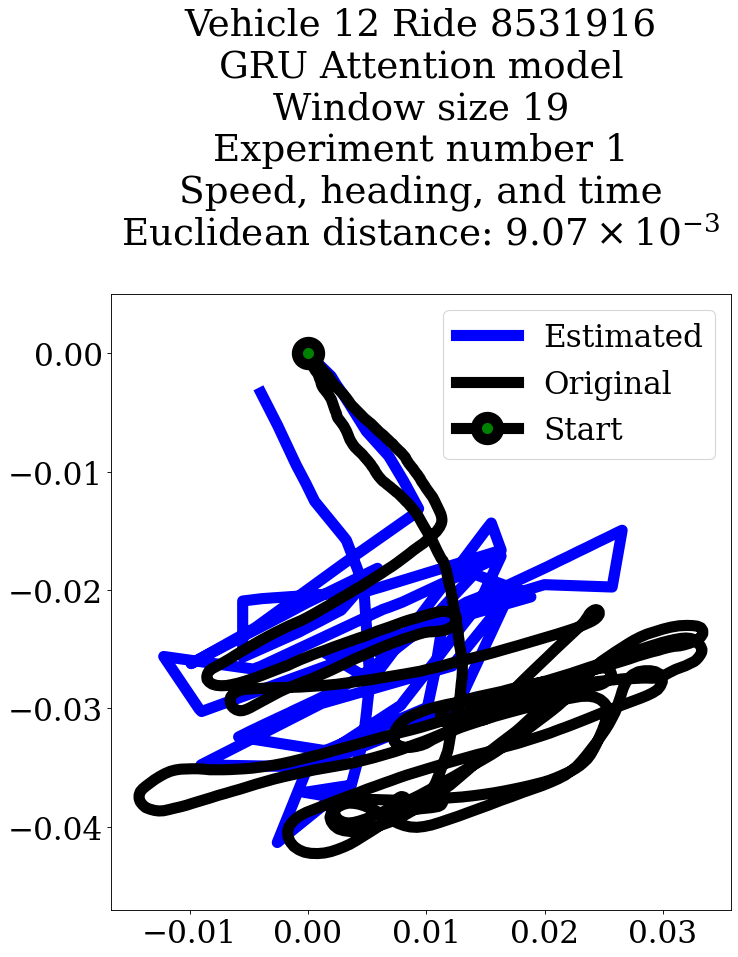 Vehicle 12 Ride 8531916
GRU Attention model
Window size 19
Experiment number 1
Speed, heading, and time
Euclidean distance: 9.07 × 10⁻³
Estimated
Original
Start
0.00
−0.01
−0.02
−0.03
−0.04
−0.01 0.00 0.01 0.02 0.03